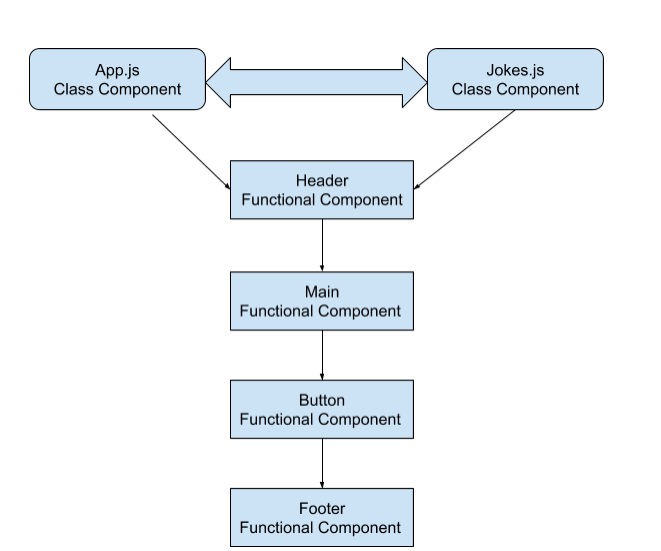 App.js
Class Component
Jokes.js
Class Component
Header
Functional Component
Main
Functional Component
Button
Functional Component
Footer
Functional Component